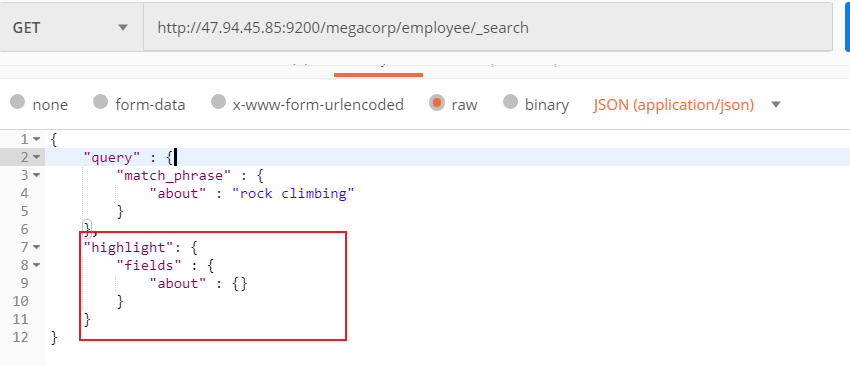 GET http://47.94.45.85:9200/megacorp/employee/_search
none form-data x-www-form-urlencoded raw binary JSON (application/json)
1 {
2 "query" : {
3 "match_phrase" : {
4 "about" : "rock climbing"
5 }
6 },
7 "highlight": {
8 "fields" : {
9 "about" : {}
10 }
11 }
12 }